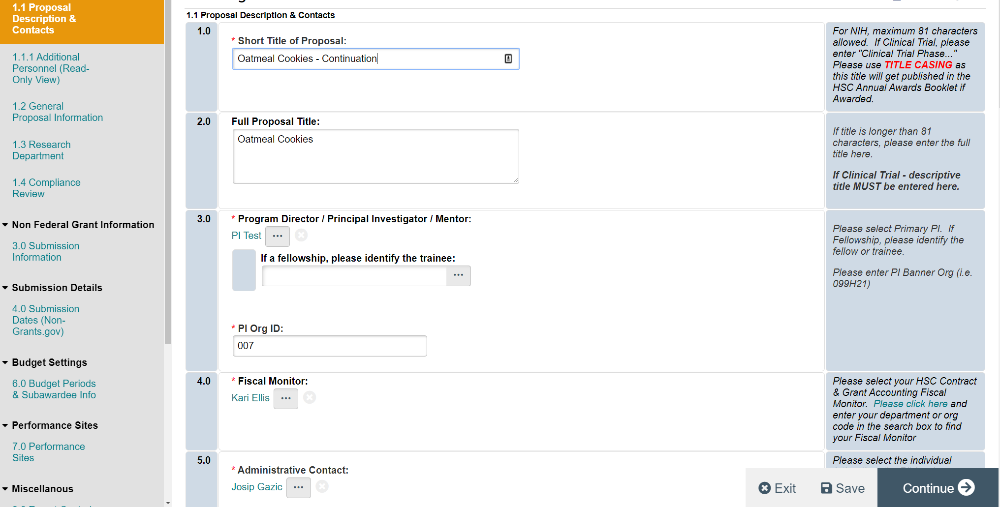 1.1 Proposal
Description &
Contacts
1.1.1 Additional
Personnel (Read-
Only View)
1.2 General
Proposal Information
1.3 Research
Department
1.4 Compliance
Review
Non Federal Grant Information
3.0 Submission
Information
Submission Details
4.0 Submission
Dates (Non-
Grants.gov)
Budget Settings
6.0 Budget Periods
& Subawardee Info
Performance Sites
7.0 Performance
Sites
Miscellanous
1.1 Proposal Description & Contacts
1.0
* Short Title of Proposal:
Oatmeal Cookies - Continuation
For NIH, maximum 81 characters
allowed. If Clinical Trial, please
enter "Clinical Trial Phase..."
Please use TITLE CASING as
this title will get published in the
HSC Annual Awards Booklet if
Awarded.
2.0
Full Proposal Title:
Oatmeal Cookies
If title is longer than 81
characters, please enter the full
title here.
If Clinical Trial - descriptive
title MUST be entered here.
3.0
* Program Director / Principal Investigator / Mentor:
PI Test ...
If a fellowship, please identify the trainee:
...
* PI Org ID:
007
Please select Primary PI. If
Fellowship, please identify the
fellow or trainee.
Please enter PI Banner Org (i.e.
099H21)
4.0
* Fiscal Monitor:
Kari Ellis ...
Please select your HSC Contract
& Grant Accounting Fiscal
Monitor. Please click here and
enter your department or org
code in the search box to find
your Fiscal Monitor
5.0
* Administrative Contact:
Josip Gazic ...
Please select the individual
Exit
Save
Continue